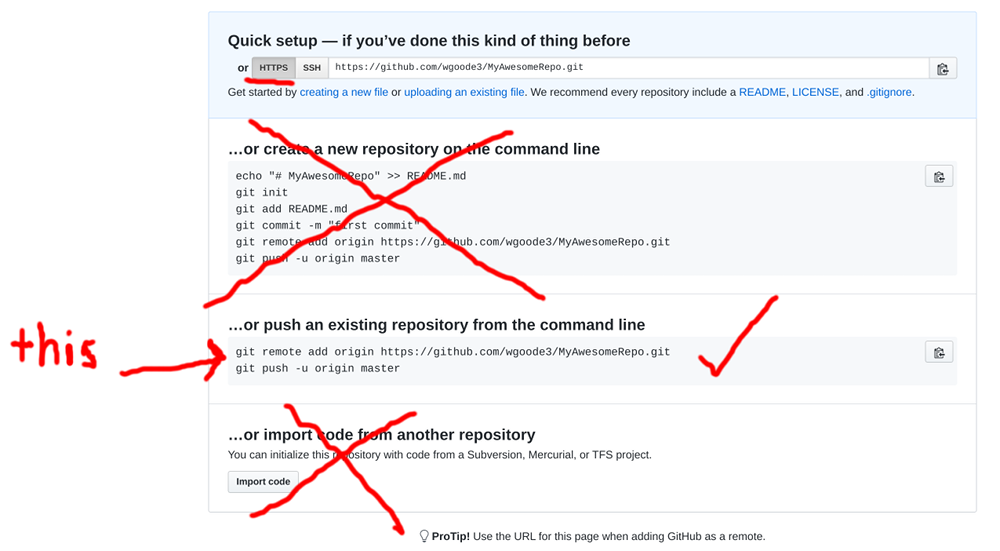 Quick setup — if you’ve done this kind of thing before
or HTTPS SSH https://github.com/wgoode3/MyAwesomeRepo.git
Get started by creating a new file or uploading an existing file. We recommend every repository include a README, LICENSE, and .gitignore.
…or create a new repository on the command line
echo "# MyAwesomeRepo" >> README.md
git init
git add README.md
git commit -m "first commit"
git remote add origin https://github.com/wgoode3/MyAwesomeRepo.git
git push -u origin master
…or push an existing repository from the command line
this
git remote add origin https://github.com/wgoode3/MyAwesomeRepo.git
git push -u origin master
…or import code from another repository
You can initialize this repository with code from a Subversion, Mercurial, or TFS project.
Import code
ProTip! Use the URL for this page when adding GitHub as a remote.